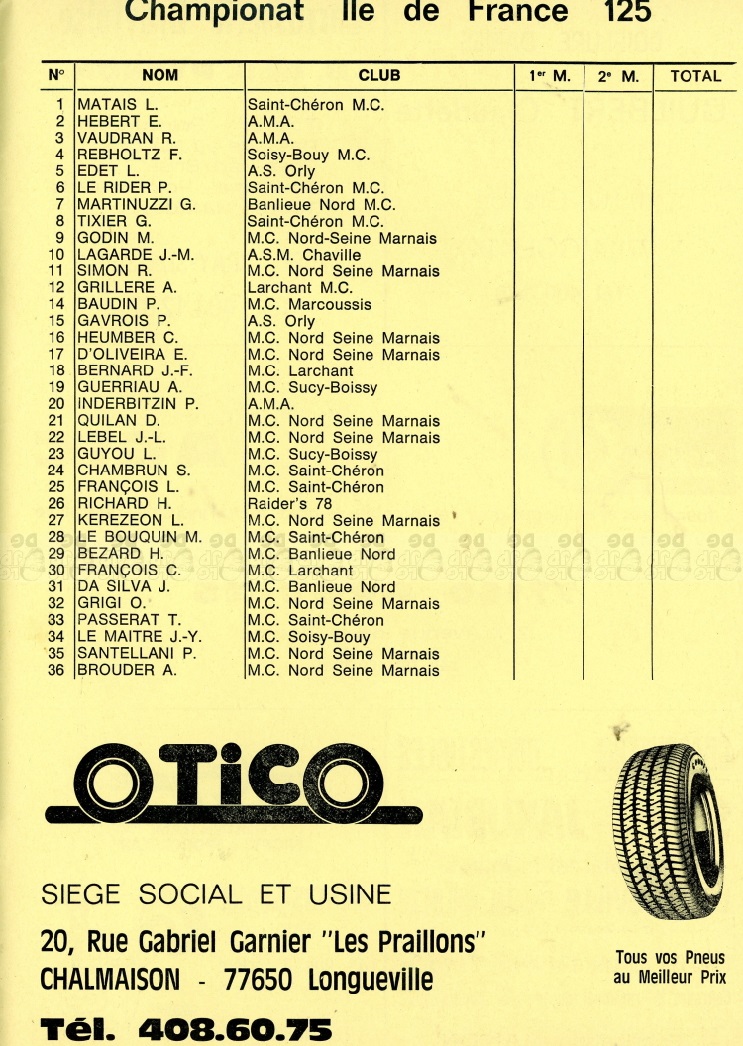 Championat Ile de France 125
N° NOM CLUB 1er M. 2e M. TOTAL
1 MATAIS L. Saint-Chéron M.C.
2 HEBERT E. A.M.A.
3 VAUDRAN R. A.M.A.
4 REBHOLTZ F. Soisy-Bouy M.C.
5 EDET L. A.S. Orly
6 LE RIDER P. Saint-Chéron M.C.
7 MARTINUZZI G. Banlieue Nord M.C.
8 TIXIER G. Saint-Chéron M.C.
9 GODIN M. M.C. Nord-Seine Marnais
10 LAGARDE J.-M. A.S.M. Chaville
11 SIMON R. M.C. Nord Seine Marnais
12 GRILLERE A. Larchant M.C.
14 BAUDIN P. M.C. Marcoussis
15 GAVROIS P. A.S. Orly
16 HEUMBER C. M.C. Nord Seine Marnais
17 D'OLIVEIRA E. M.C. Nord Seine Marnais
18 BERNARD J.-F. M.C. Larchant
19 GUERRIAU A. M.C. Sucy-Boissy
20 INDERBITZIN P. A.M.A.
21 QUILAN D. M.C. Nord Seine Marnais
22 LEBEL J.-L. M.C. Nord Seine Marnais
23 GUYOU L. M.C. Sucy-Boissy
24 CHAMBRUN S. M.C. Saint-Chéron
25 FRANÇOIS L. M.C. Saint-Chéron
26 RICHARD H. Raider's 78
27 KEREZEON L. M.C. Nord Seine Marnais
28 LE BOUQUIN M. M.C. Saint-Chéron
29 BEZARD H. M.C. Banlieue Nord
30 FRANÇOIS C. M.C. Larchant
31 DA SILVA J. M.C. Banlieue Nord
32 GRIGI O. M.C. Nord Seine Marnais
33 PASSERAT T. M.C. Saint-Chéron
34 LE MAITRE J.-Y. M.C. Soisy-Bouy
35 SANTELLANI P. M.C. Nord Seine Marnais
36 BROUDER A. M.C. Nord Seine Marnais
OTiCO
SIEGE SOCIAL ET USINE
20, Rue Gabriel Garnier "Les Praillons"
CHALMAISON - 77650 Longueville
Tél. 408.60.75
Tous vos Pneus
au Meilleur Prix